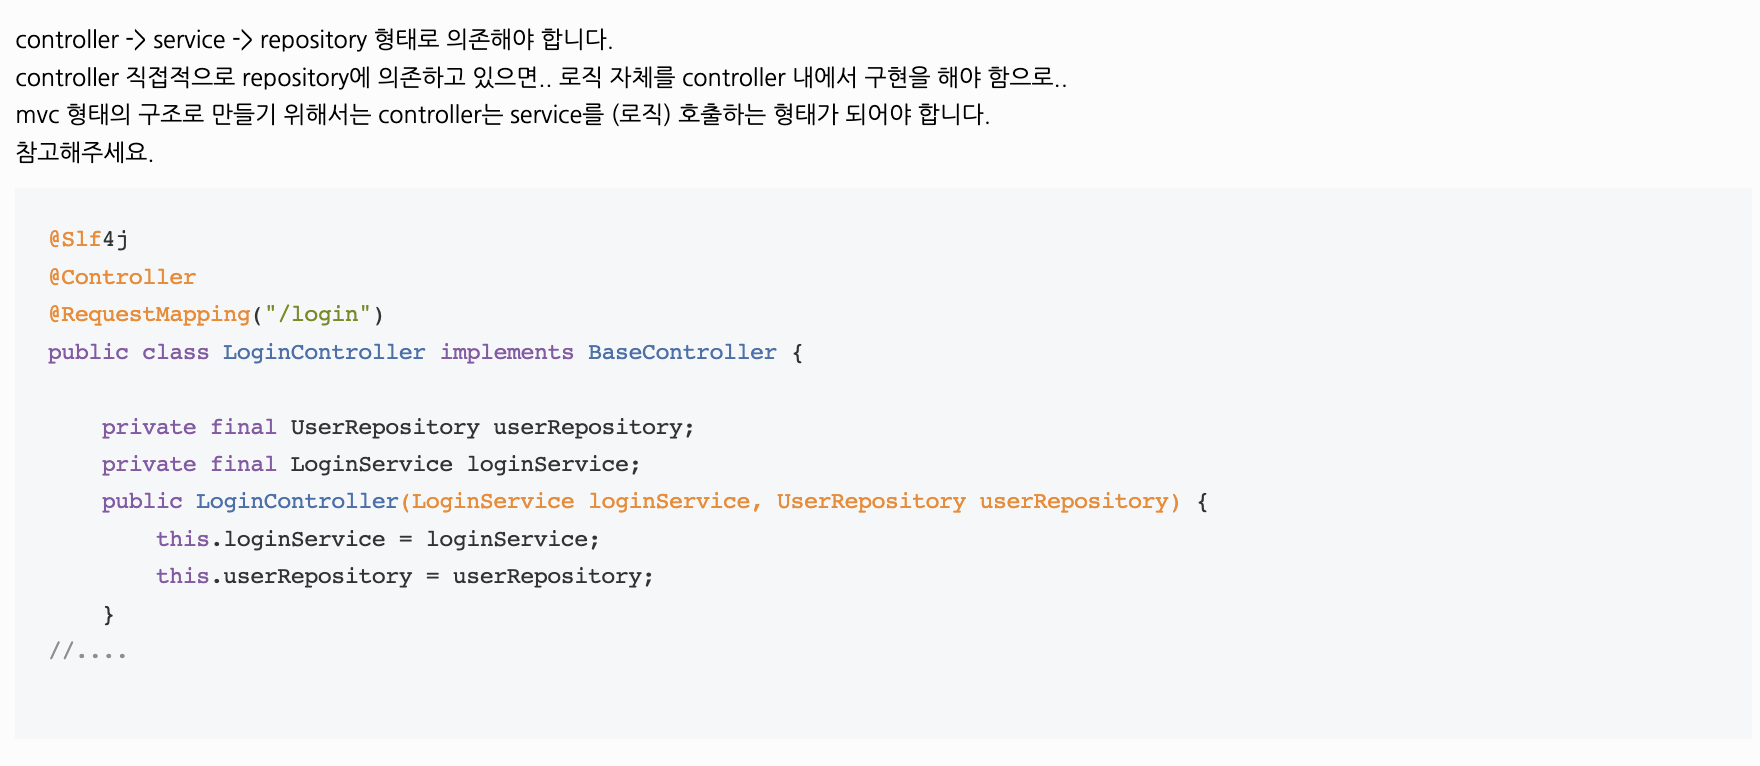 controller -> service -> repository 형태로 의존해야 합니다.
controller 직접적으로 repository에 의존하고 있으면.. 로직 자체를 controller 내에서 구현을 해야 함으로..
mvc 형태의 구조로 만들기 위해서는 controller는 service를 (로직) 호출하는 형태가 되어야 합니다.
참고해주세요.
@Slf4j
@Controller
@RequestMapping("/login")
public class LoginController implements BaseController {
    private final UserRepository userRepository;
    private final LoginService loginService;
    public LoginController(LoginService loginService, UserRepository userRepository) {
        this.loginService = loginService;
        this.userRepository = userRepository;
    }
//....